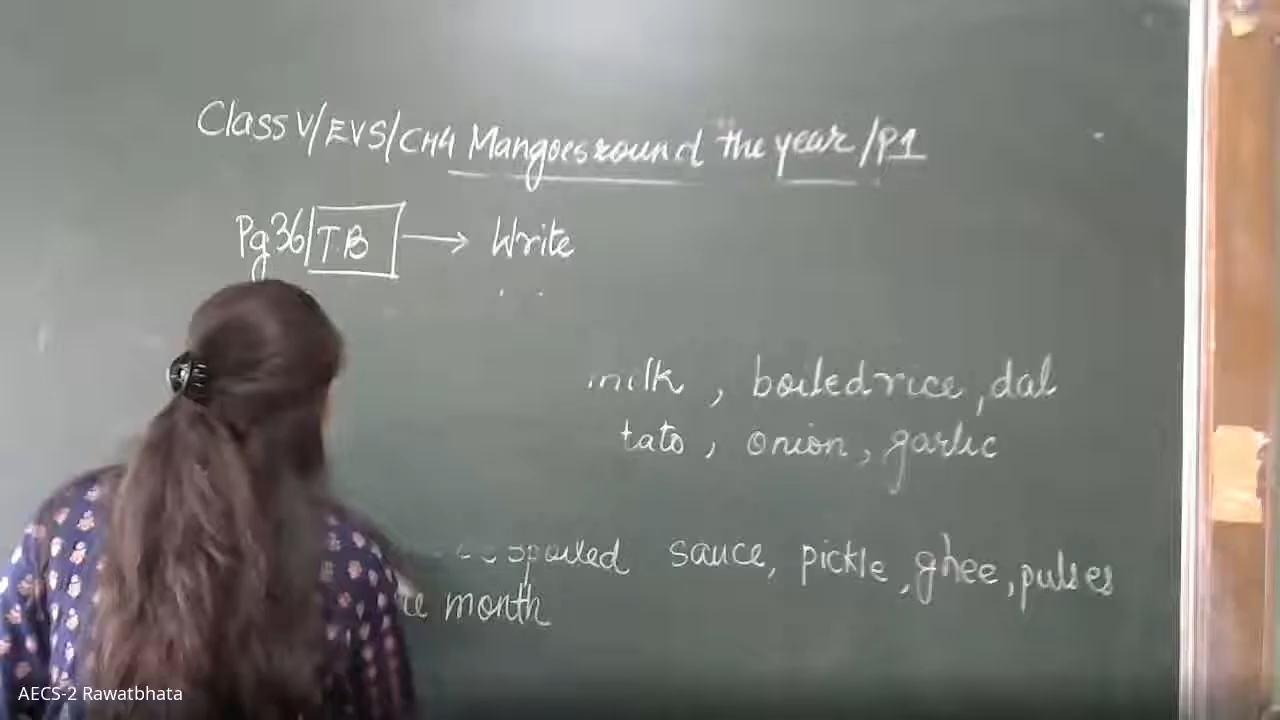 Class V/EVS/CH4 Mangoes round the year/P1
Pg36/TB → Write
milk, boiled rice, dal
tato, onion, garlic
spoiled sauce, pickle, ghee, pulses
month
AECS-2 Rawatbhata